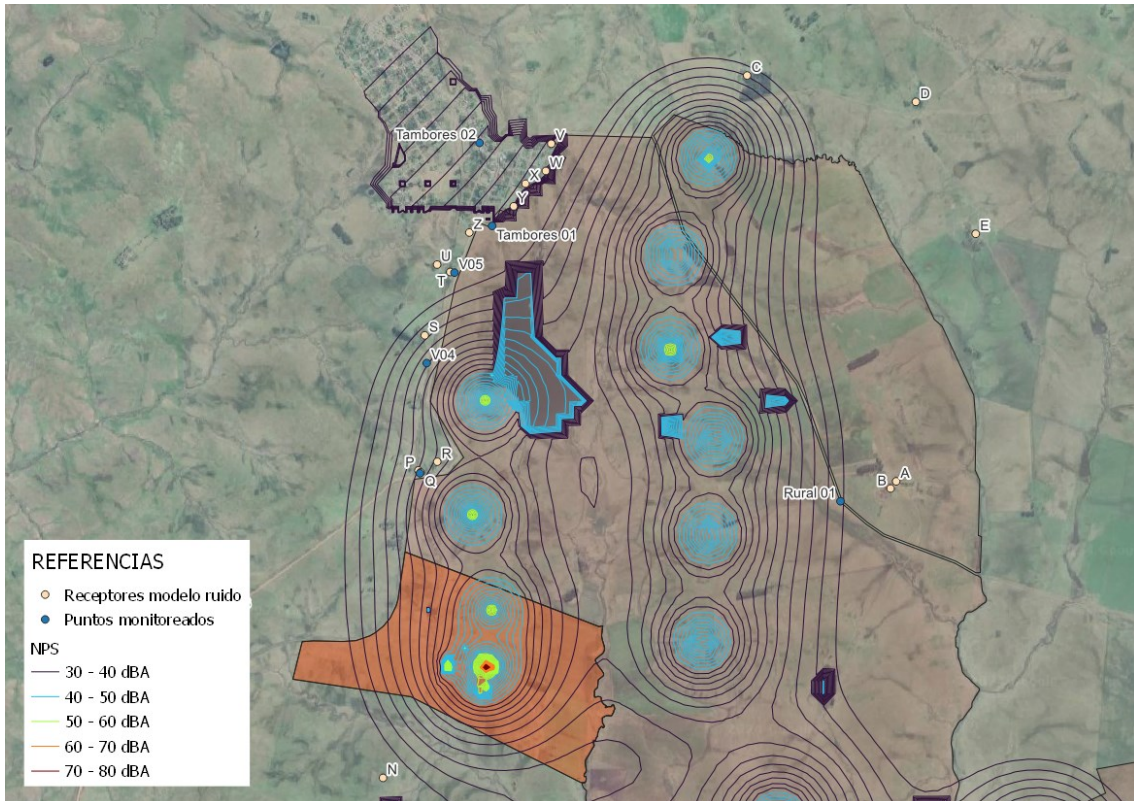 C
D
Tambores 02
V
W
X
Y
Z
Tambores 01
E
U
T
V05
S
V04
P
R
Q
A
B
Rural 01
REFERENCIAS
Receptores modelo ruido
Puntos monitoreados
NPS
30 - 40 dBA
40 - 50 dBA
50 - 60 dBA
60 - 70 dBA
70 - 80 dBA
N